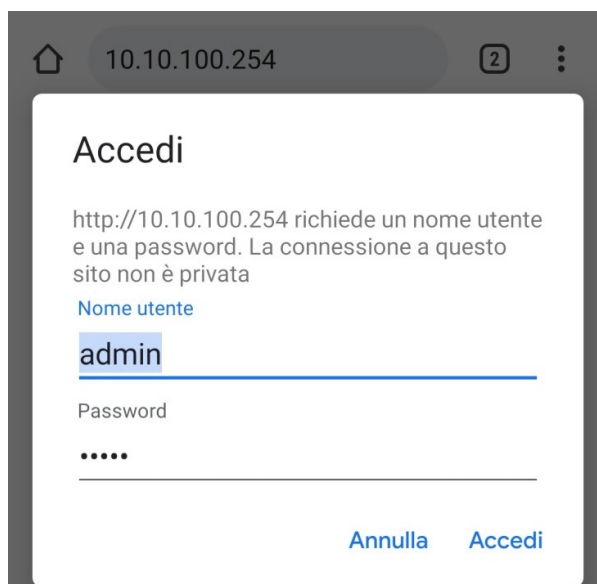 10.10.100.254
2
Accedi
http://10.10.100.254 richiede un nome utente
e una password. La connessione a questo
sito non è privata
Nome utente
admin
Password
•••••
Annulla Accedi